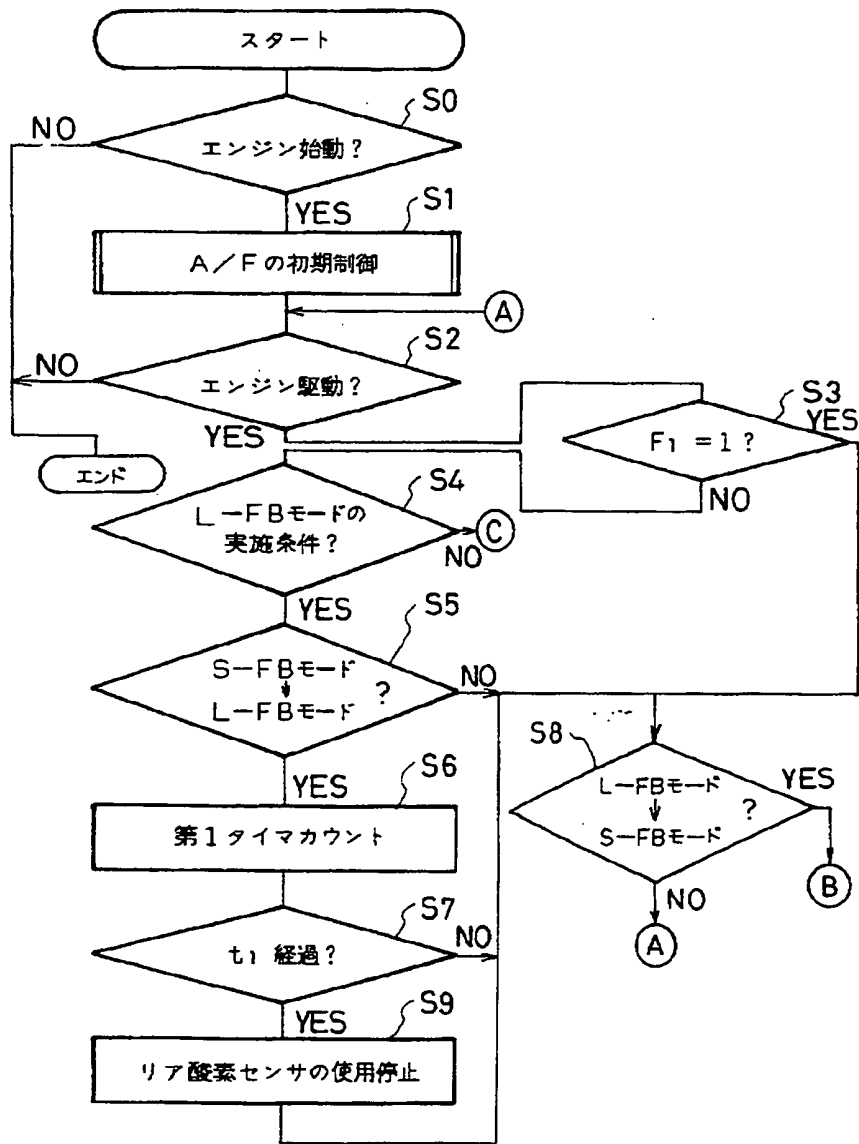 スタート
S0
NO
エンジン始動?
YES
S1
A/Fの初期制御
A
S2
NO
エンジン駆動?
YES
S3
YES
F1 =1?
NO
エンド
S4
L-FBモードの
実施条件?
C
NO
YES
S5
S-FBモード
↓
L-FBモード
?
NO
YES
S6
第1タイマカウント
S7
t1 経過?
NO
YES
S9
リア酸素センサの使用停止
S8
L-FBモード
↓
S-FBモード
?
YES
B
NO
A